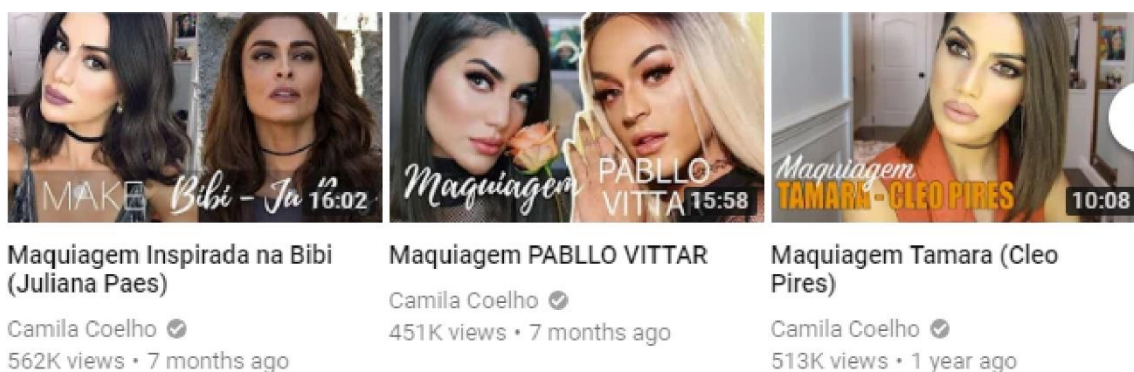 MAKE Bibi - Ju
16:02
Maquiagem PABLLO
VITTA
15:58
Maquiagem
TAMARA - CLEO PIRES
10:08
Maquiagem Inspirada na Bibi
(Juliana Paes)
Camila Coelho
562K views • 7 months ago
Maquiagem PABLLO VITTAR
Camila Coelho
451K views • 7 months ago
Maquiagem Tamara (Cleo
Pires)
Camila Coelho
513K views • 1 year ago